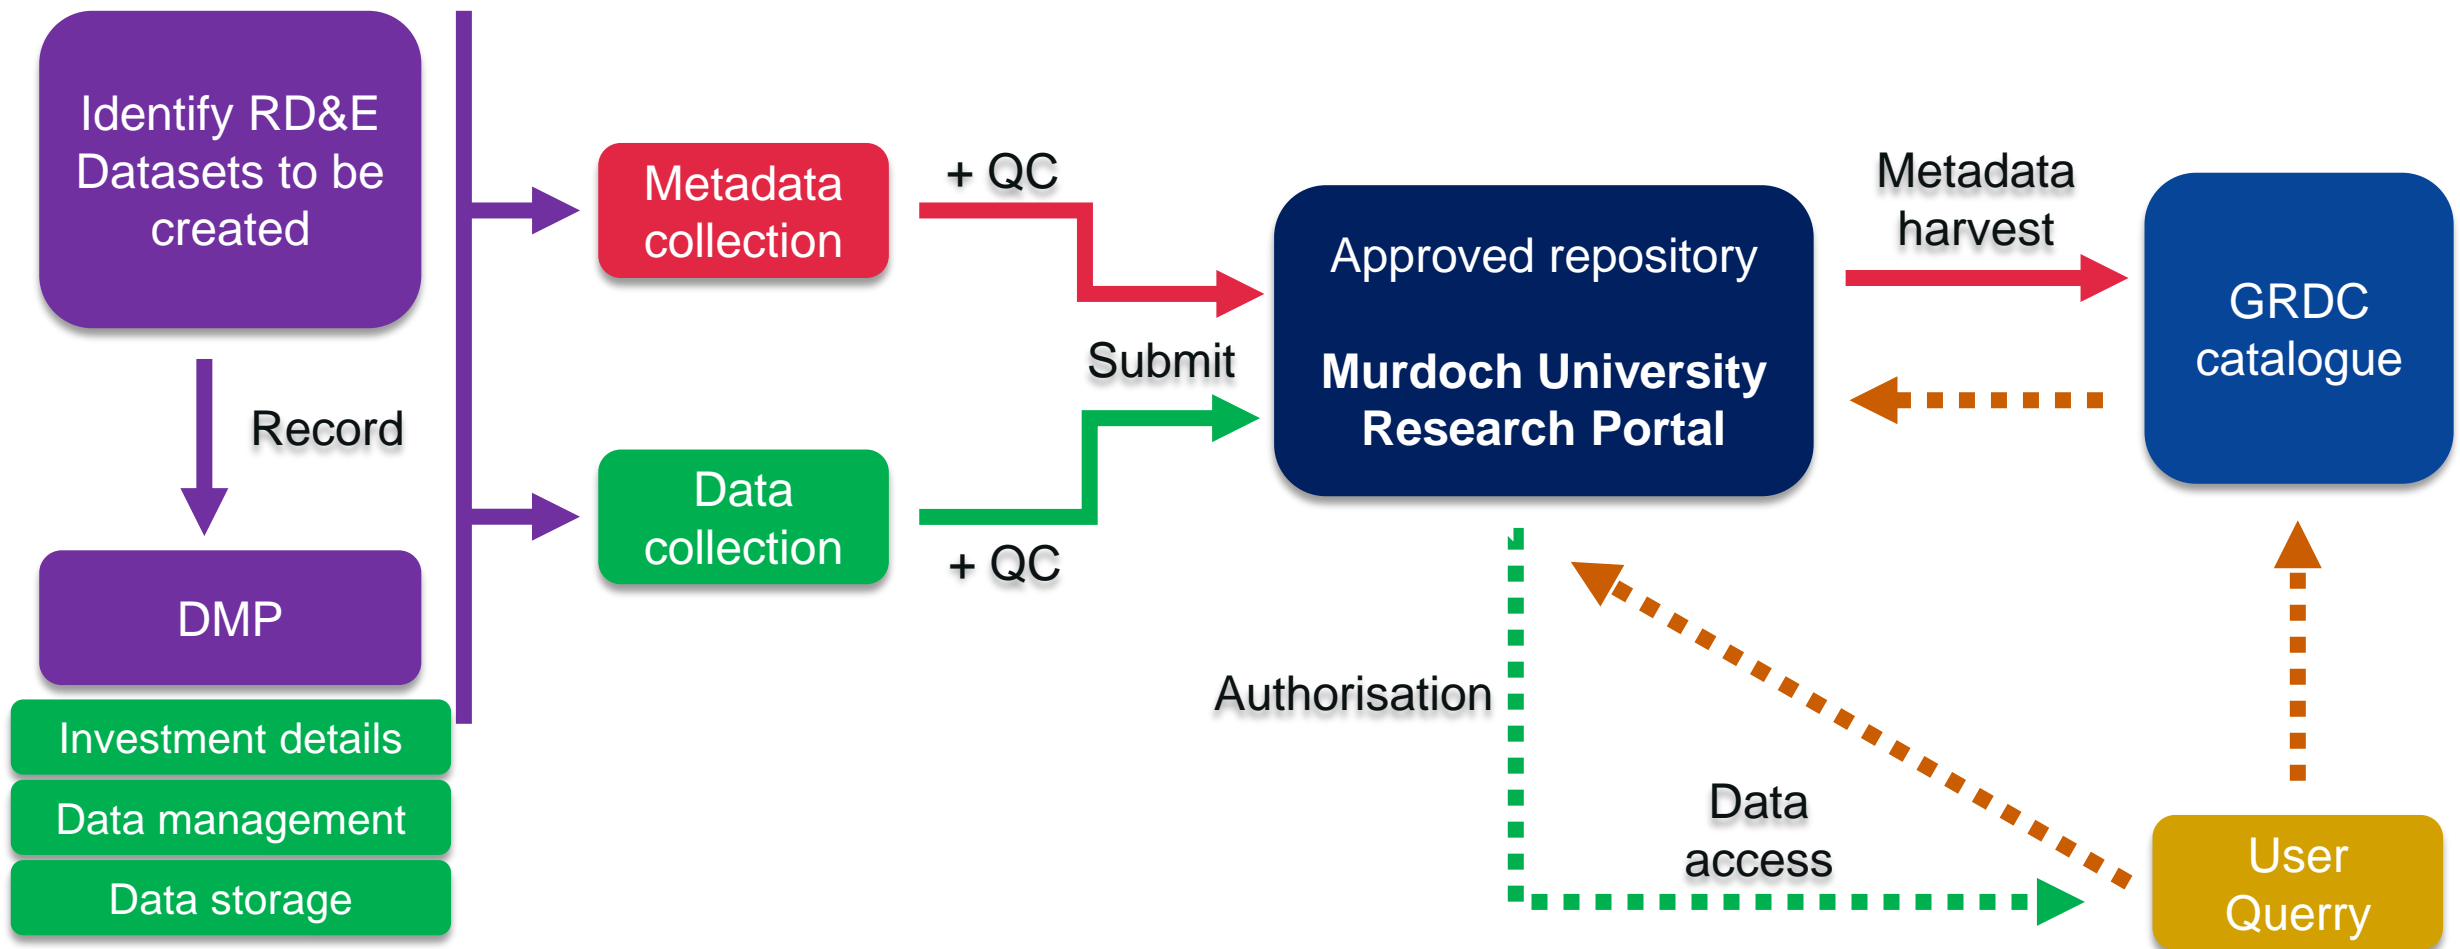 Identify RD&E
Datasets to be
created
Record
DMP
Investment details
Data management
Data storage
Metadata
collection
+ QC
Data
collection
+ QC
Submit
Approved repository
Murdoch University
Research Portal
Metadata
harvest
GRDC
catalogue
Authorisation
Data
access
User
Querry